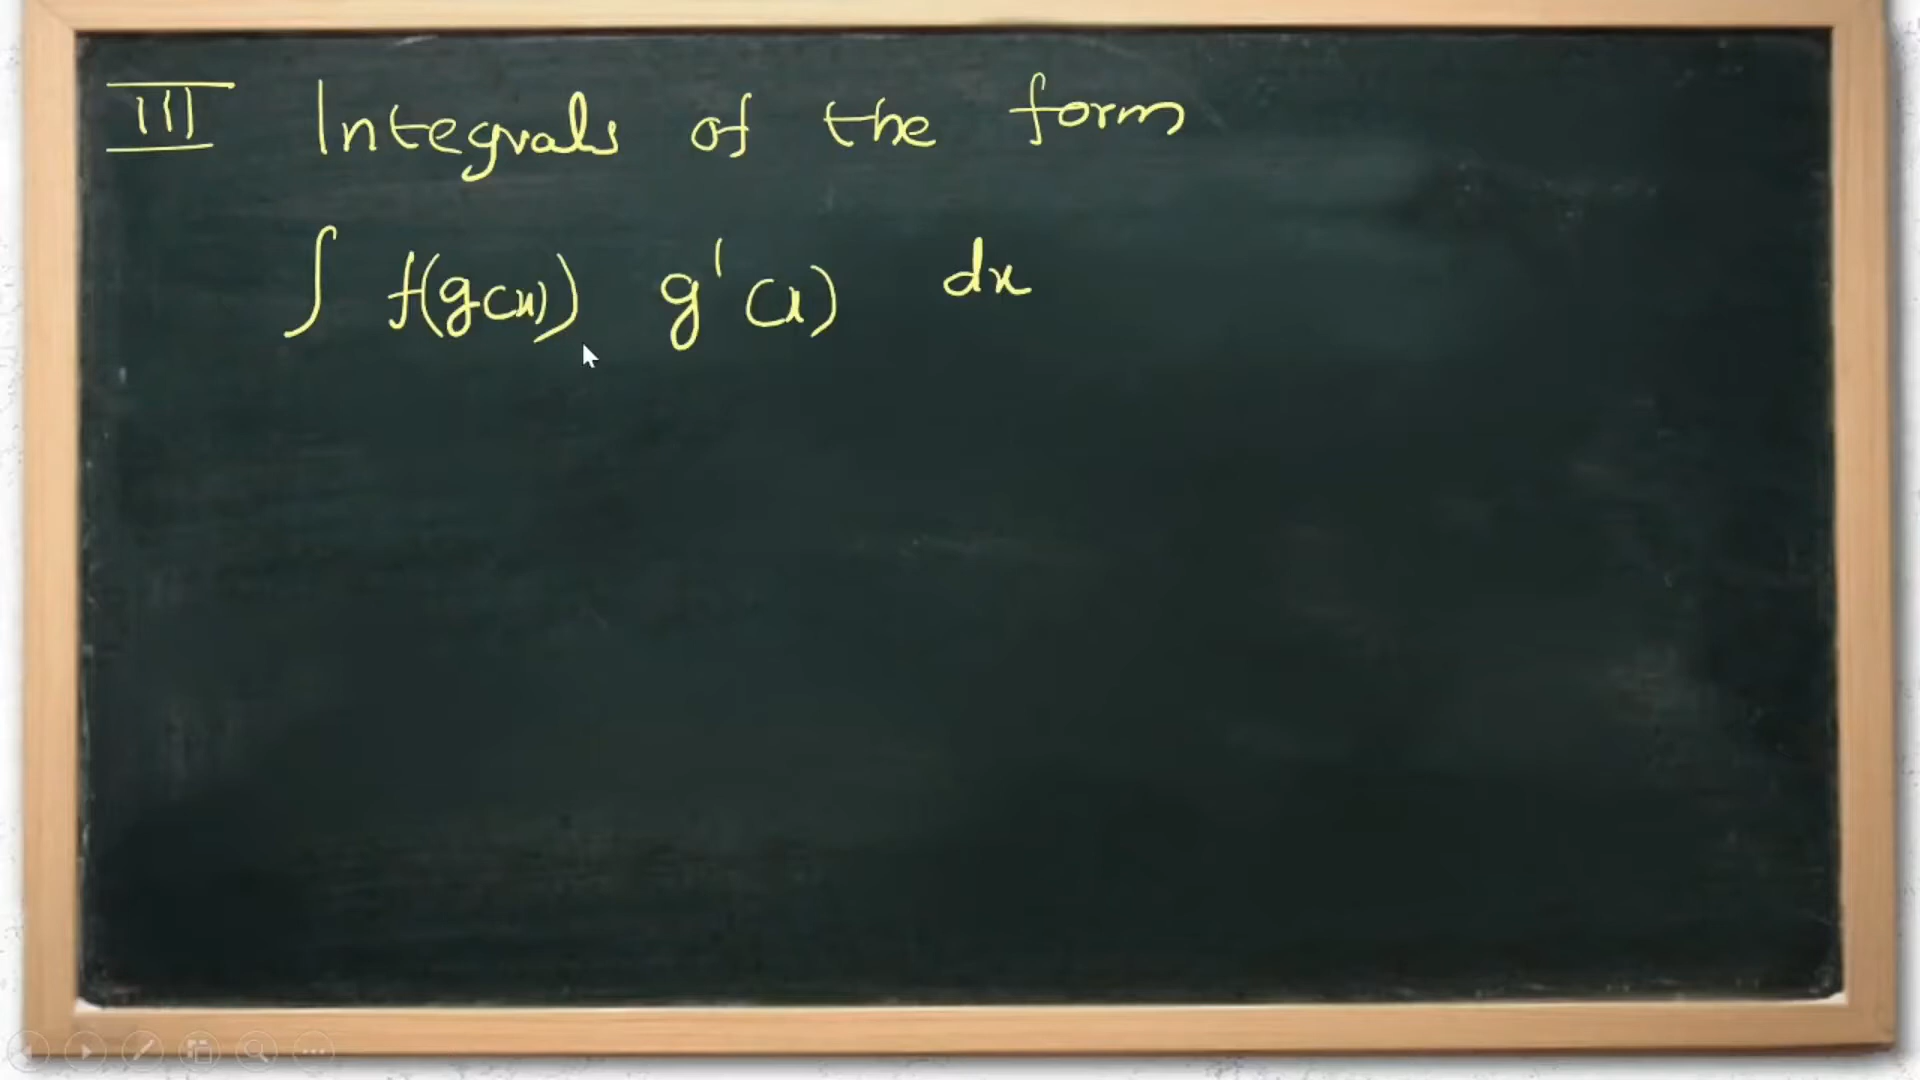 III Integrals of the form
∫ f(g(x)) g'(x) dx